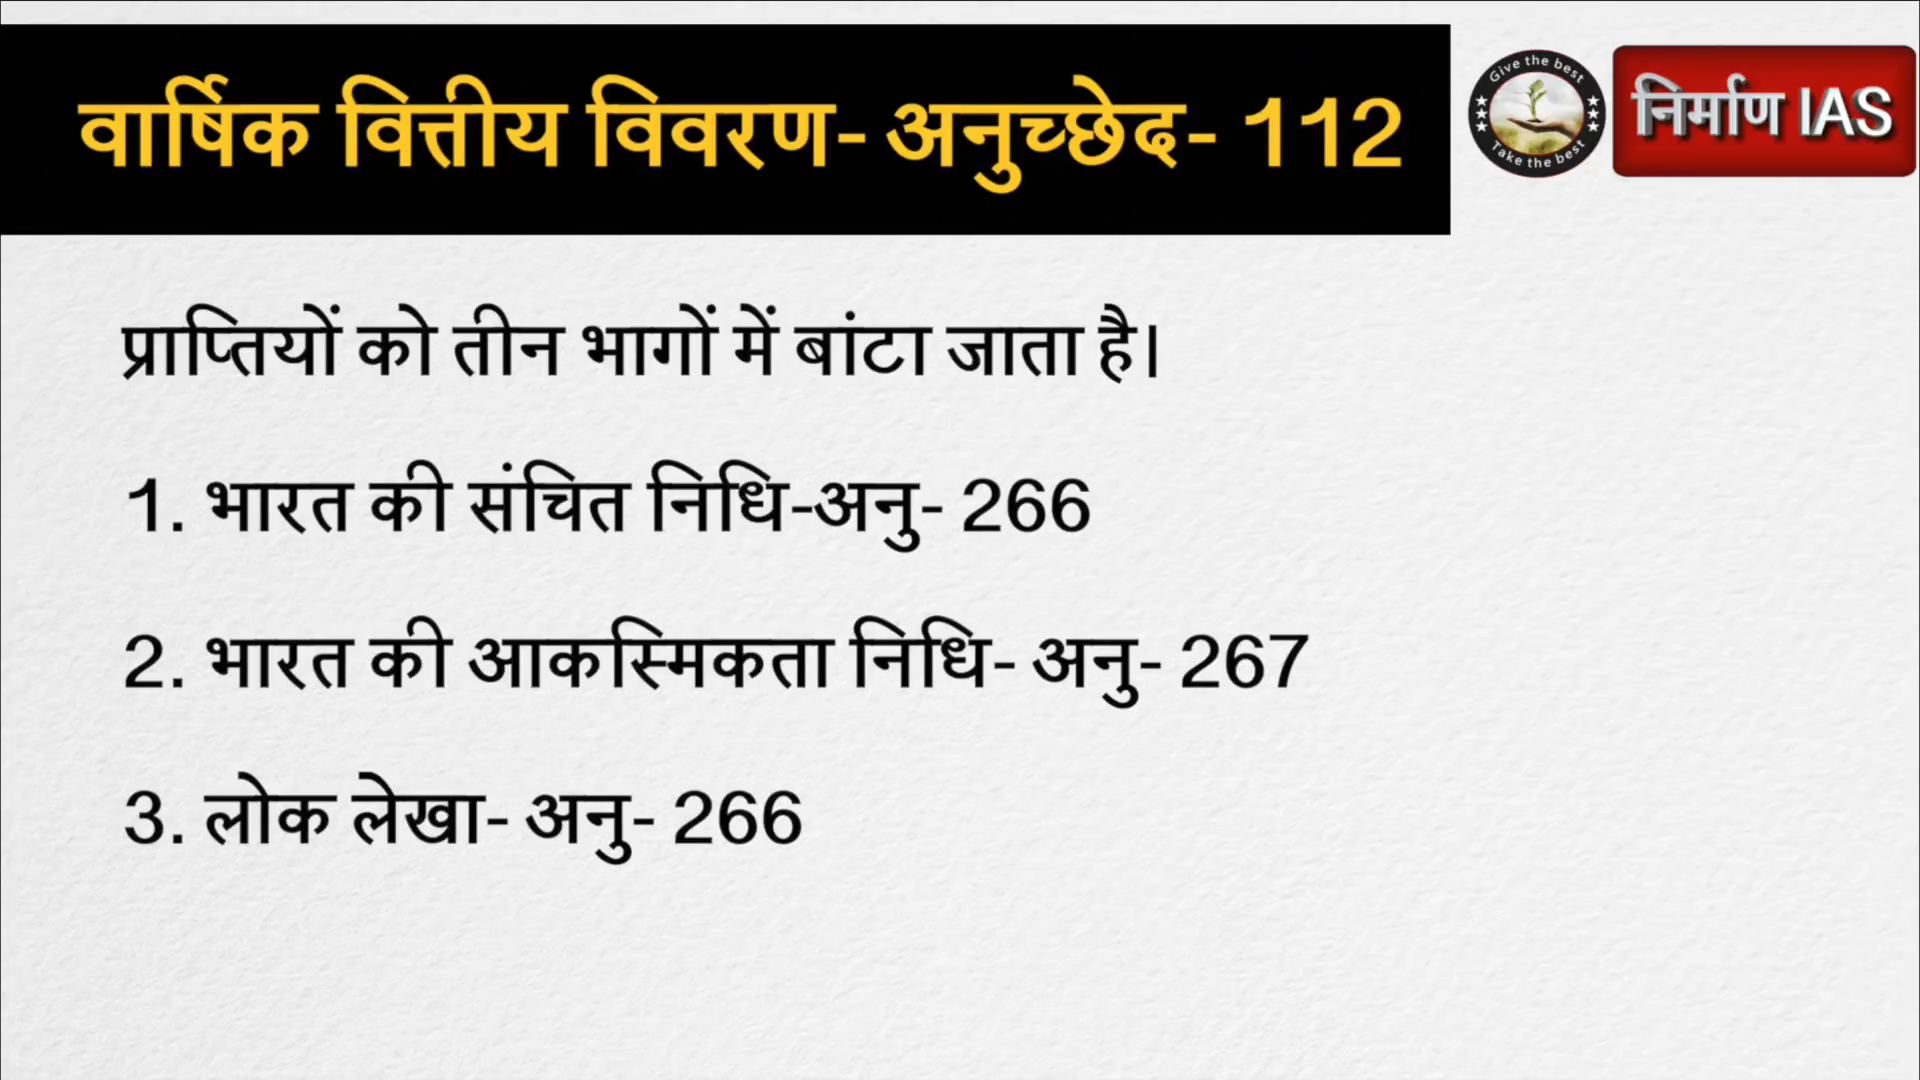 वार्षिक वित्तीय विवरण- अनुच्छेद- 112
Give the best
Take the best
निर्माण IAS
प्राप्तियों को तीन भागों में बांटा जाता है।
1. भारत की संचित निधि-अनु- 266
2. भारत की आकस्मिकता निधि- अनु- 267
3. लोक लेखा- अनु- 266